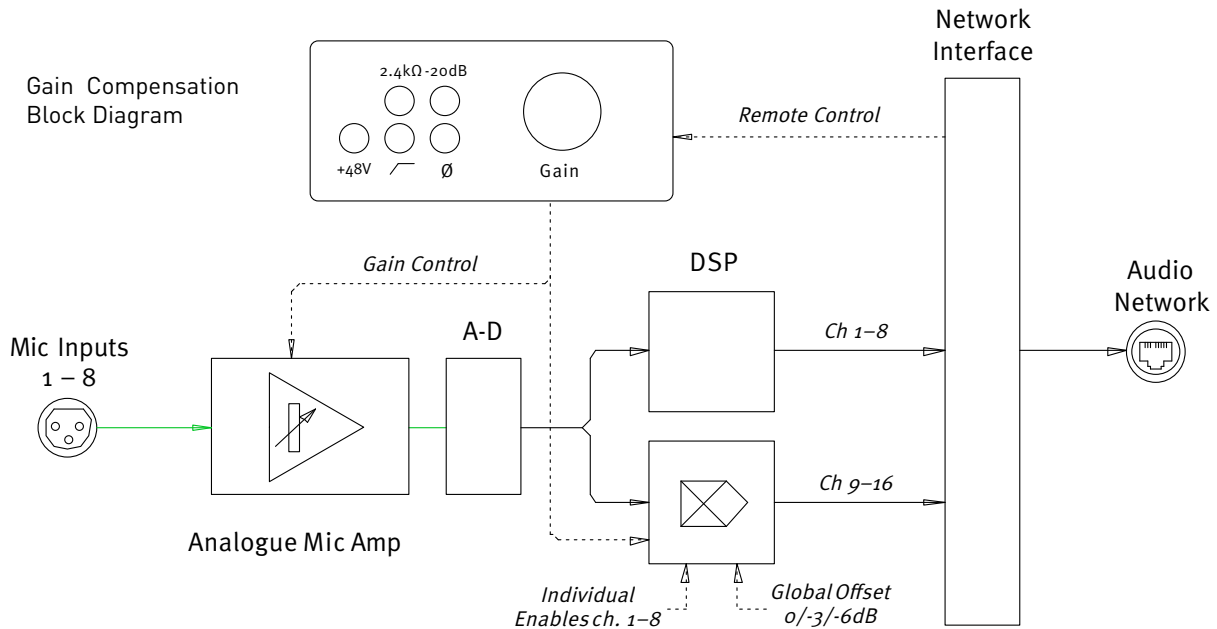 Network
Interface
Gain Compensation
Block Diagram
2.4kΩ -20dB
Remote Control
+48V
Ø
Gain
Gain Control
DSP
Audio
Network
A-D
Ch 1–8
Mic Inputs
1 – 8
Ch 9–16
Analogue Mic Amp
Individual
Enables ch. 1–8
Global Offset
0/-3/-6dB